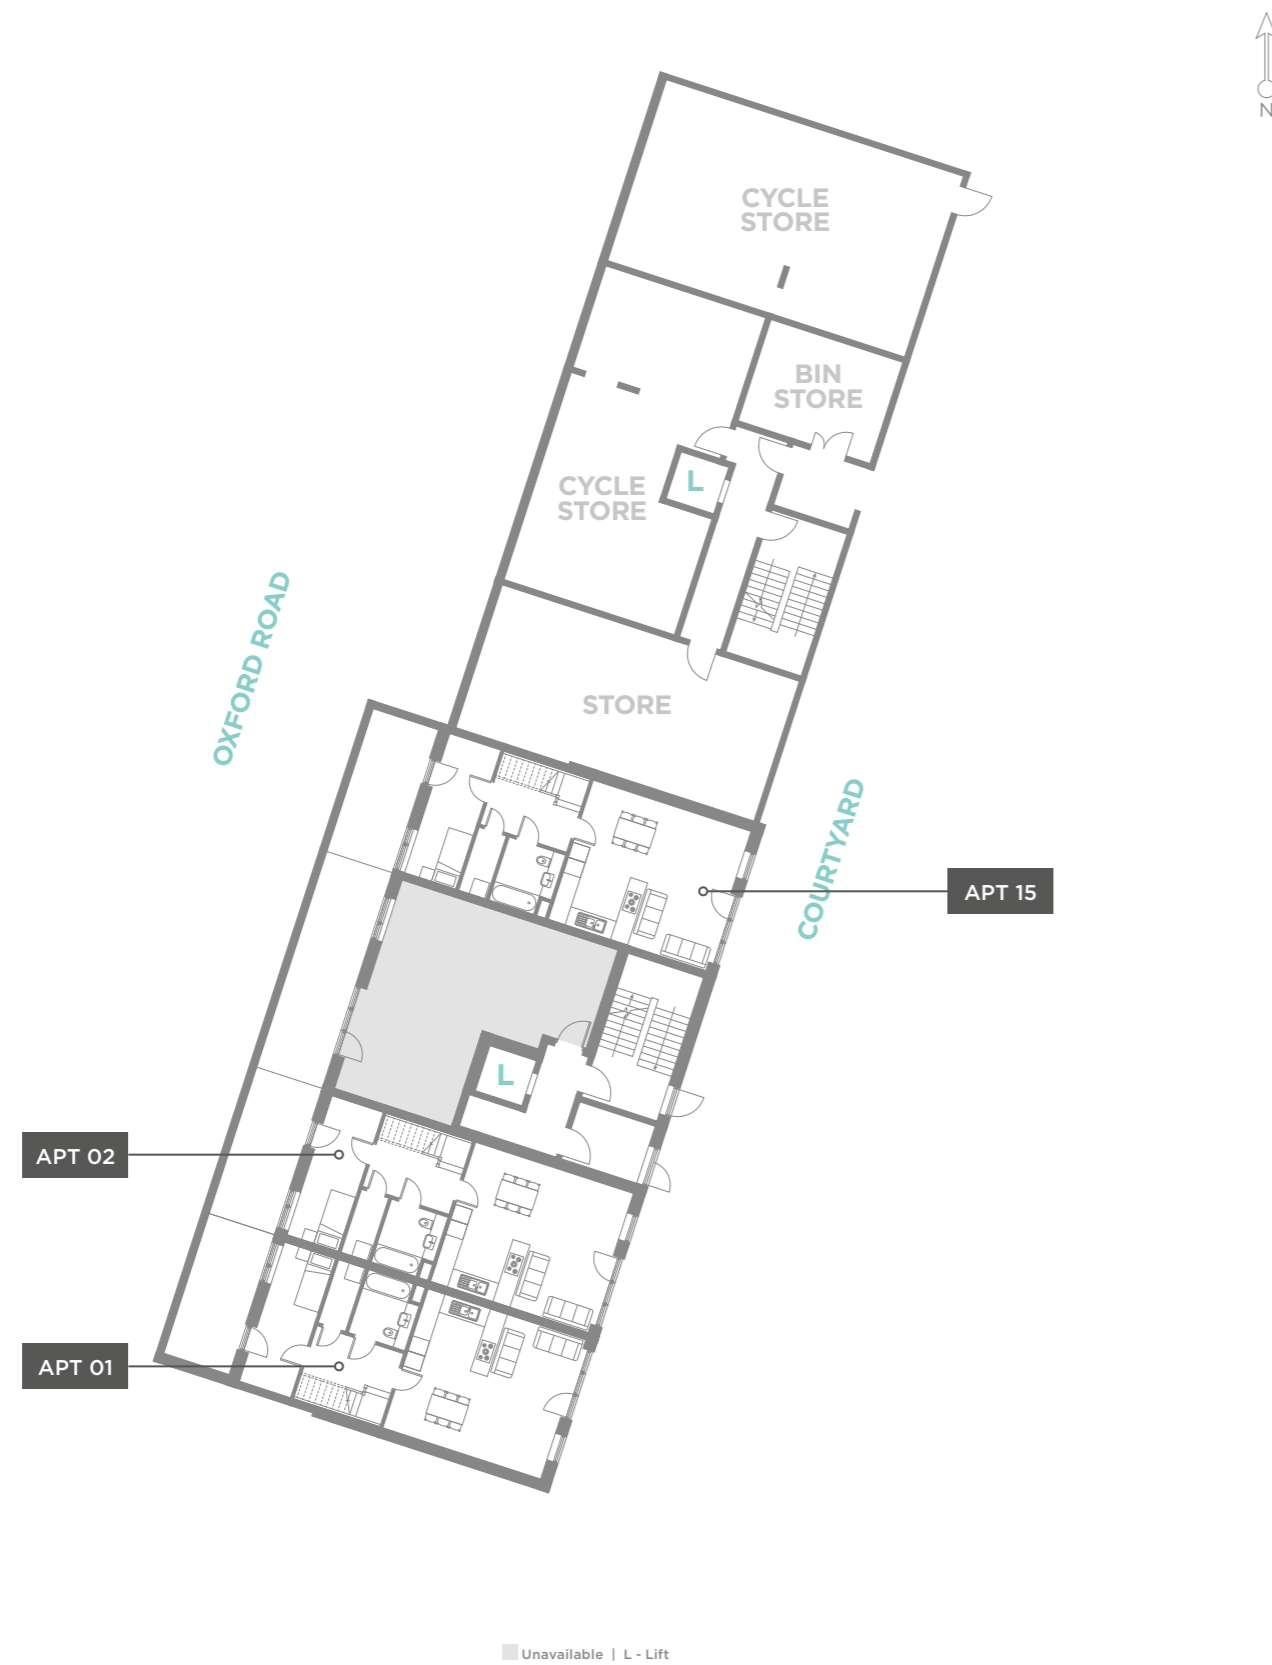 N
CYCLE
STORE
BIN
STORE
L
CYCLE
STORE
OXFORD ROAD
STORE
COURTYARD
APT 15
L
APT 02
APT 01
Unavailable | L - Lift